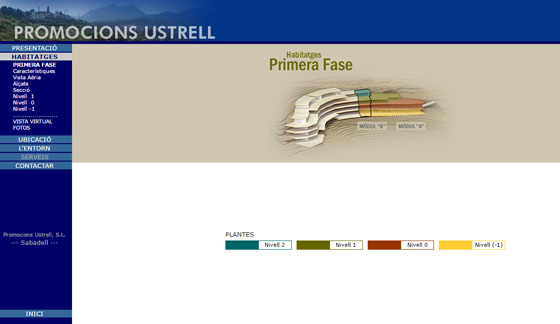 PROMOCIONS USTRELL
PRESENTACIÓ
HABITATGES
PRIMERA FASE
Característiques
Vista Aèria
Alçats
Secció
Nivell 1
Nivell 0
Nivell -1
VISTA VIRTUAL
FOTOS
UBICACIÓ
L'ENTORN
SERVEIS
CONTACTAR
Promocions Ustrell, S.L.
--- Sabadell ---
INICI
Habitatges
Primera Fase
MÒDUL "B" MÒDUL "A"
PLANTES
Nivell 2 Nivell 1 Nivell 0 Nivell (-1)